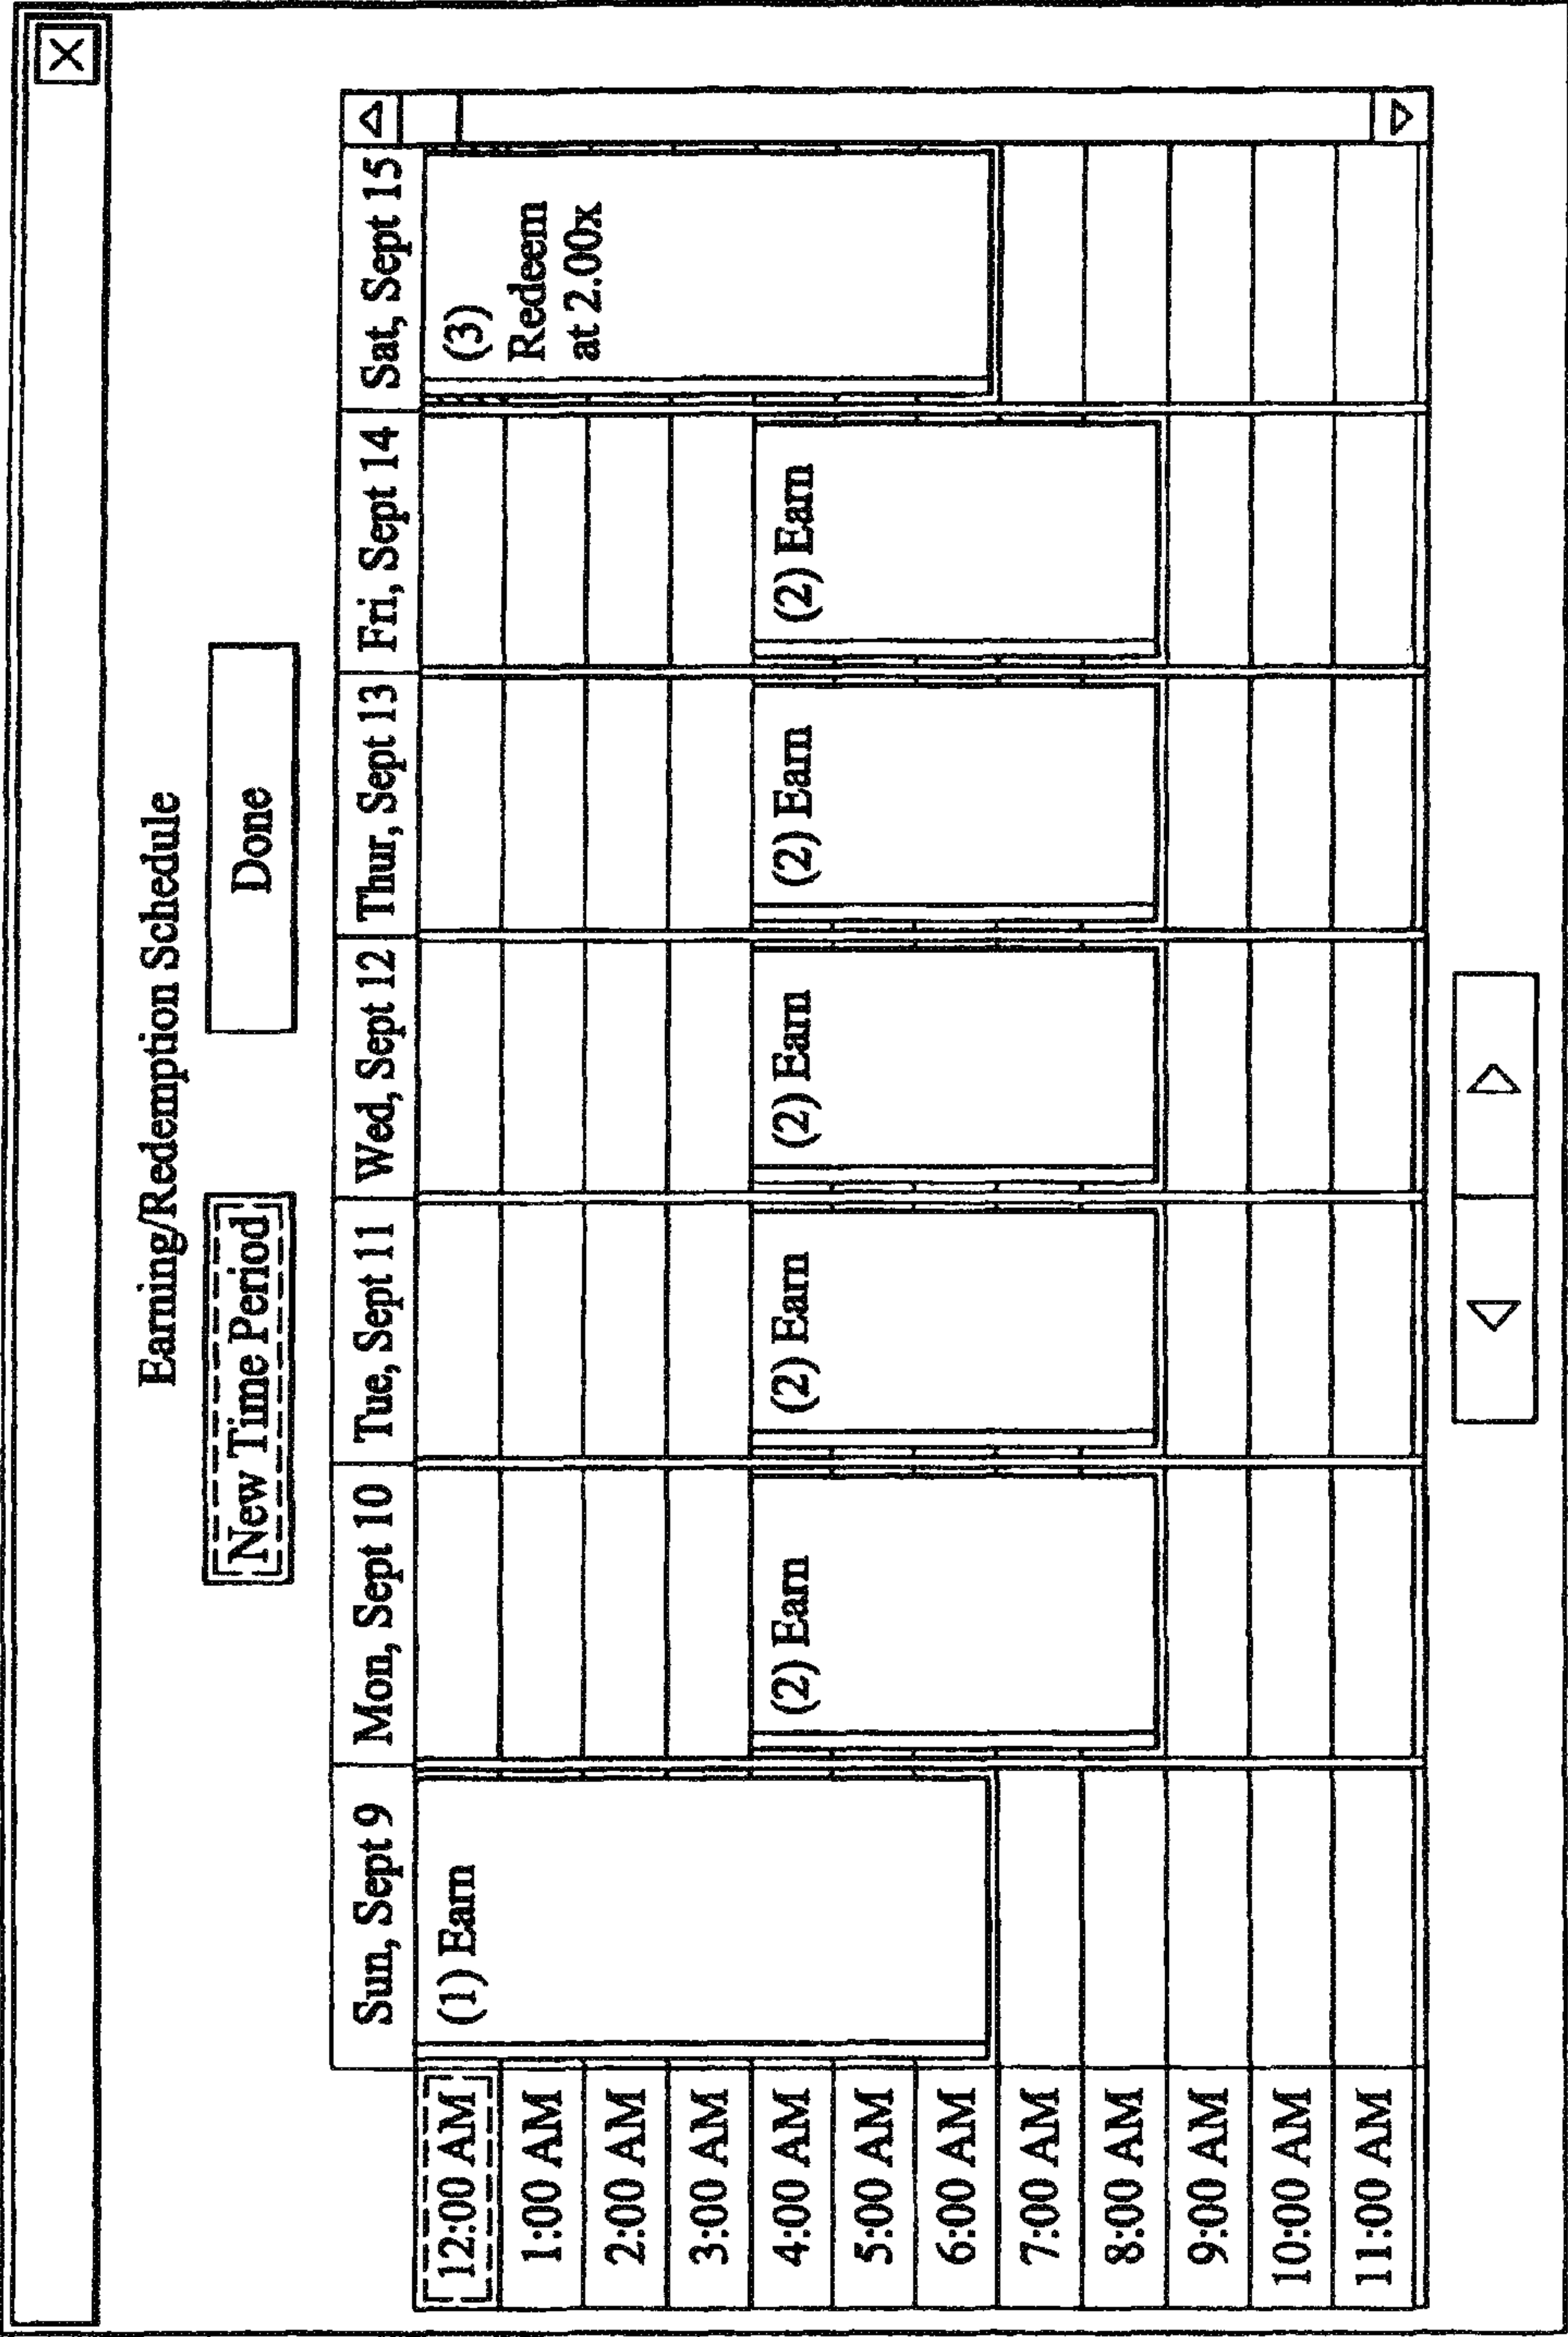 X
Earning/Redemption Schedule
New Time Period
Done
Sun, Sept 9
Mon, Sept 10
Tue, Sept 11
Wed, Sept 12
Thur, Sept 13
Fri, Sept 14
Sat, Sept 15
12:00 AM
1:00 AM
2:00 AM
3:00 AM
4:00 AM
5:00 AM
6:00 AM
7:00 AM
8:00 AM
9:00 AM
10:00 AM
11:00 AM
(1) Earn
(2) Earn
(2) Earn
(2) Earn
(2) Earn
(2) Earn
(3)
Redeem
at 2.00x